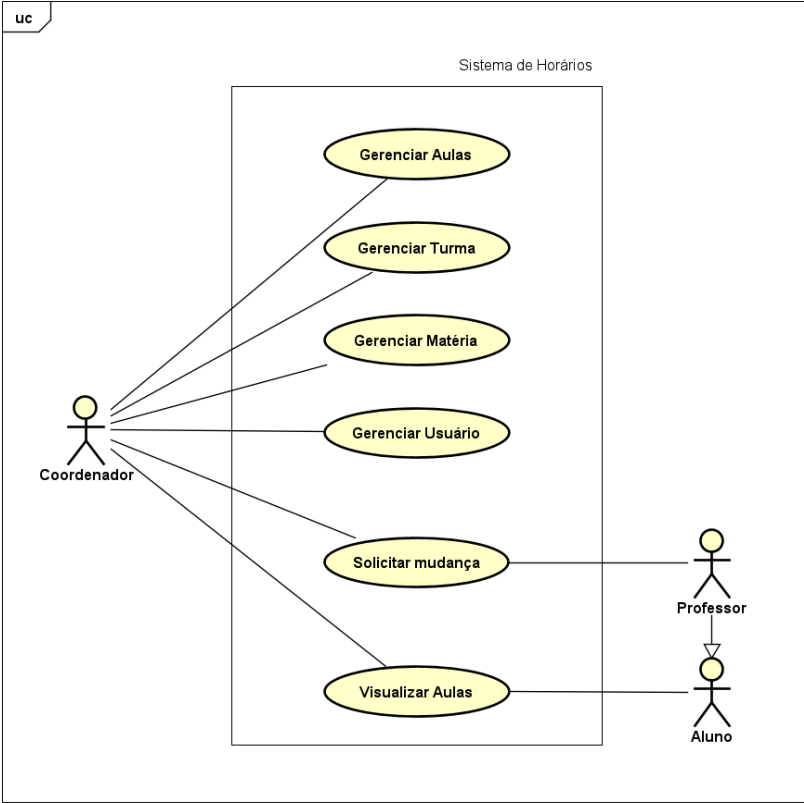 uc
Sistema de Horários
Gerenciar Aulas
Gerenciar Turma
Gerenciar Matéria
Gerenciar Usuário
Coordenador
Solicitar mudança
Professor
Visualizar Aulas
Aluno